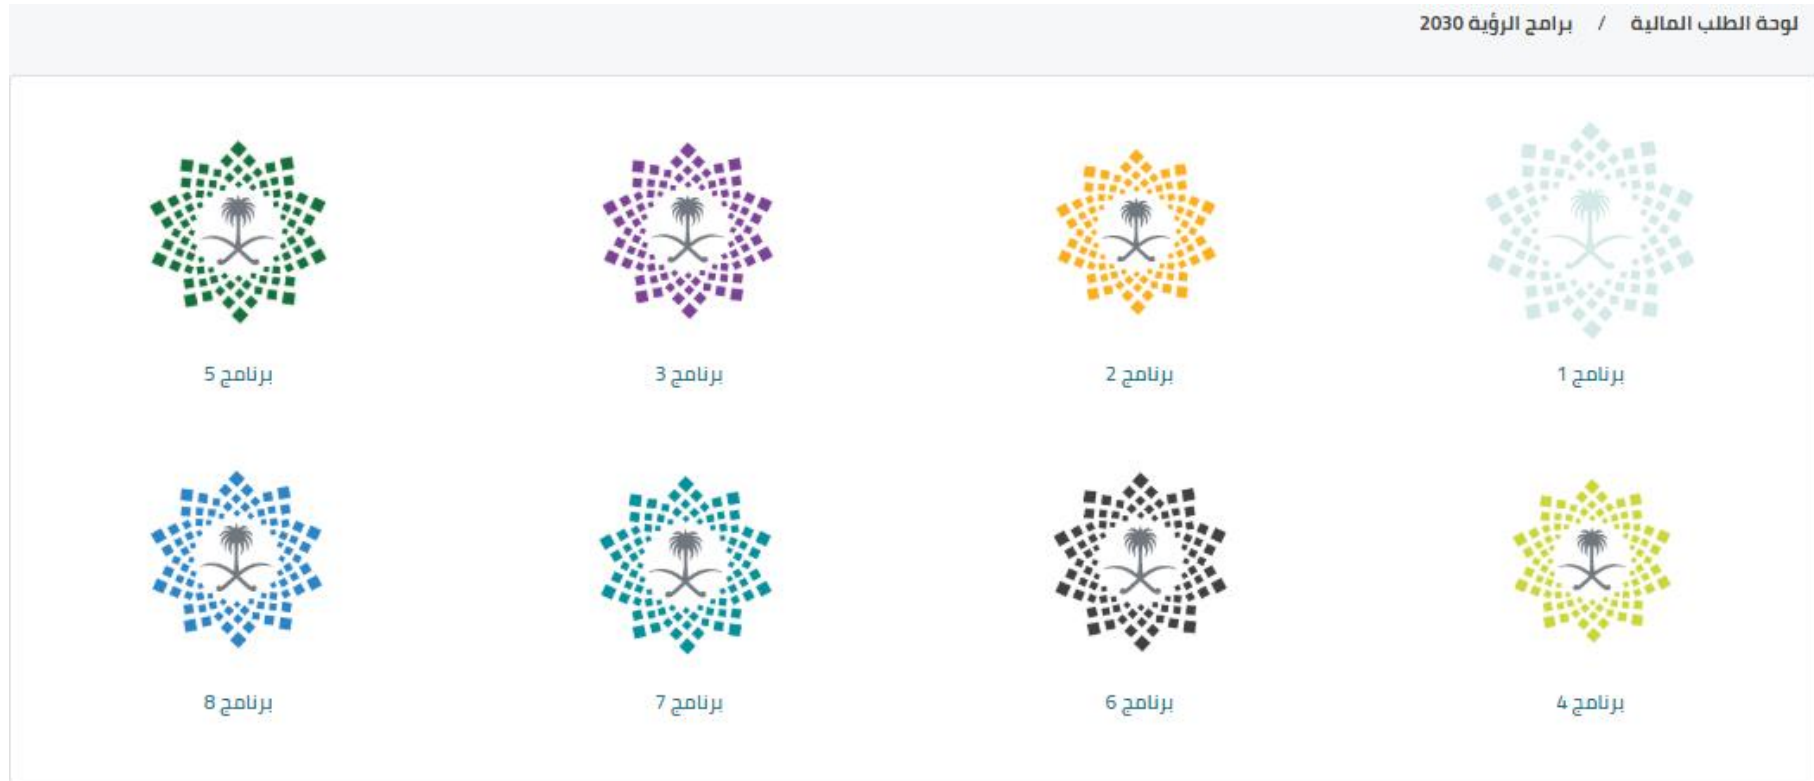 لوحة الطلب المالية / برامج الرؤية 2030
برنامج 1
برنامج 2
برنامج 3
برنامج 5
برنامج 4
برنامج 6
برنامج 7
برنامج 8